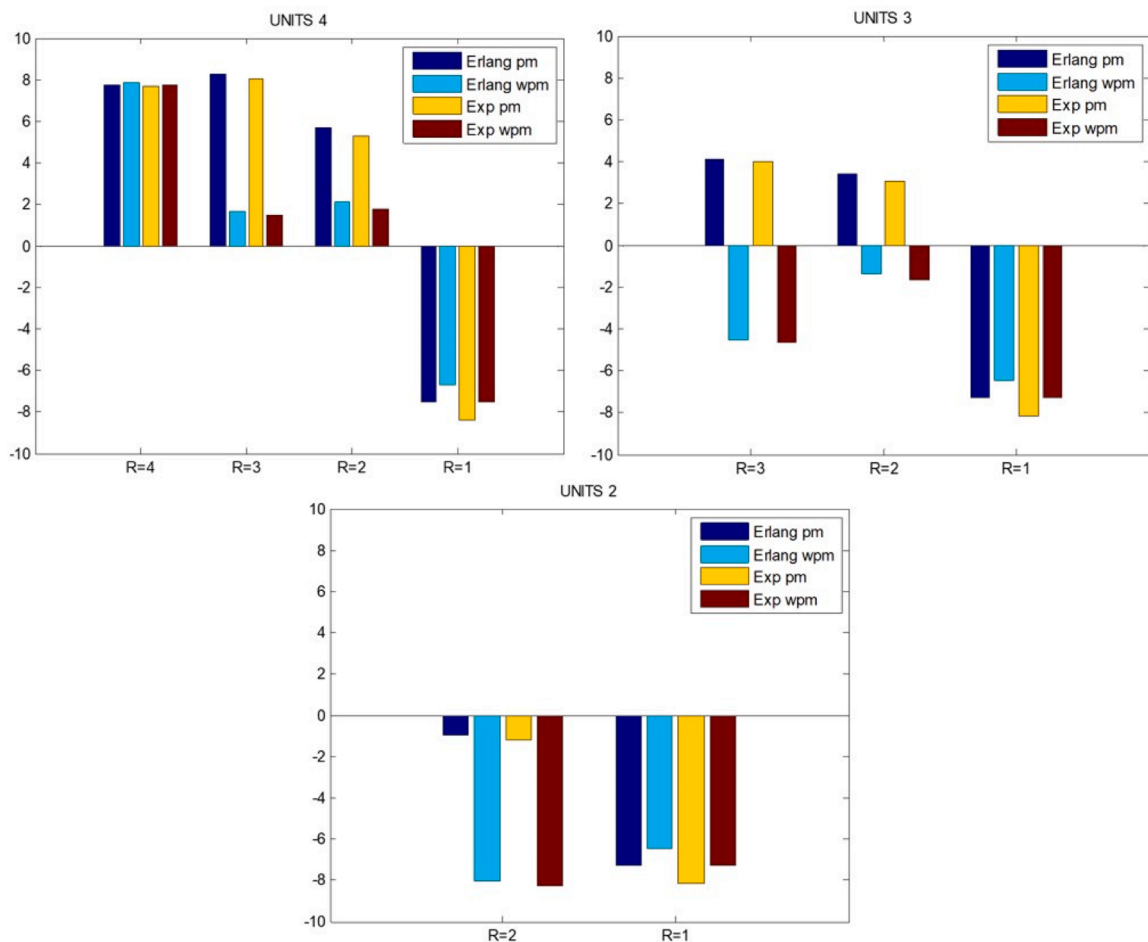 UNITS 4
10
8
6
4
2
0
-2
-4
-6
-8
-10
R=4 R=3 R=2 R=1
Erlang pm
Erlang wpm
Exp pm
Exp wpm
UNITS 3
10
8
6
4
2
0
-2
-4
-6
-8
-10
R=3 R=2 R=1
Erlang pm
Erlang wpm
Exp pm
Exp wpm
UNITS 2
10
8
6
4
2
0
-2
-4
-6
-8
-10
R=2 R=1
Erlang pm
Erlang wpm
Exp pm
Exp wpm